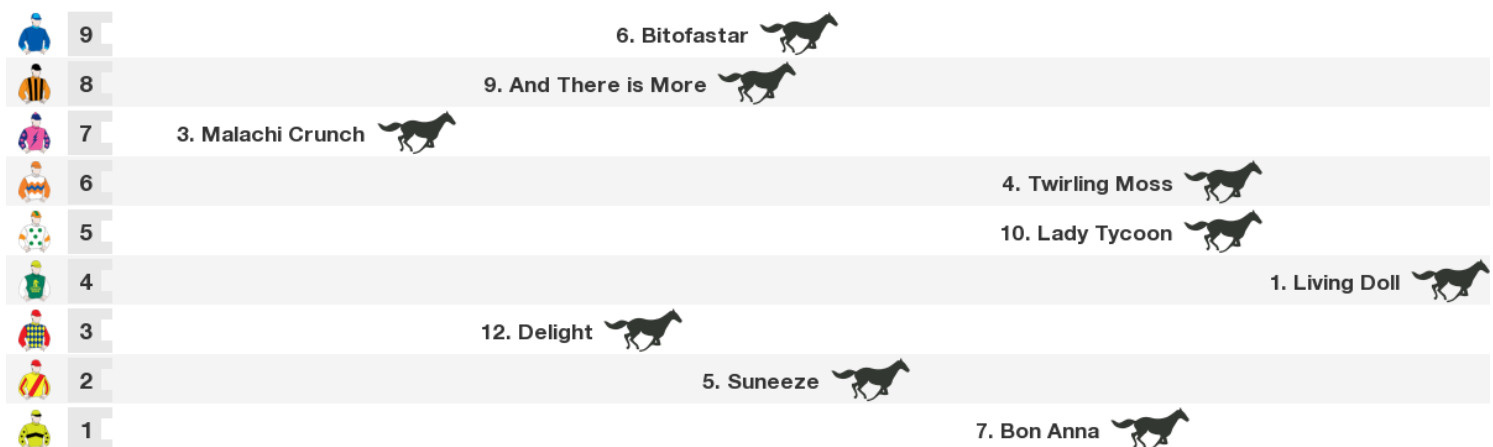 9 6. Bitofastar
8 9. And There is More
7 3. Malachi Crunch
6 4. Twirling Moss
5 10. Lady Tycoon
4 1. Living Doll
3 12. Delight
2 5. Suneeze
1 7. Bon Anna